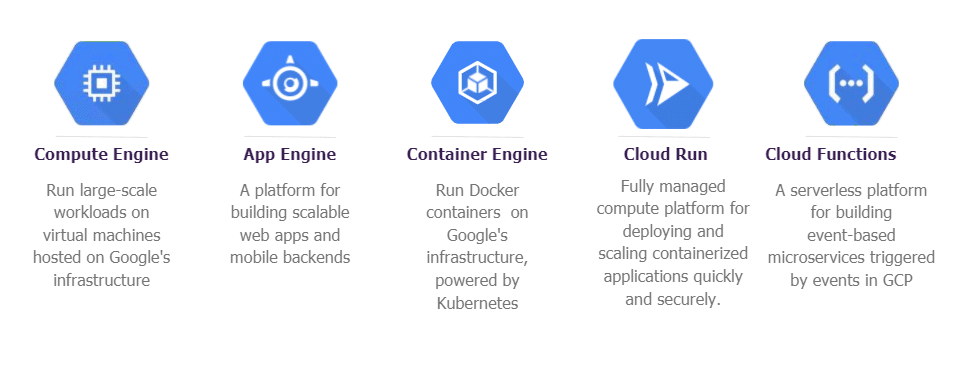 Compute Engine
Run large-scale
workloads on
virtual machines
hosted on Google's
infrastructure
App Engine
A platform for
building scalable
web apps and
mobile backends
Container Engine
Run Docker
containers on
Google's
infrastructure,
powered by
Kubernetes
Cloud Run
Fully managed
compute platform for
deploying and
scaling containerized
applications quickly
and securely.
Cloud Functions
A serverless platform
for building
event-based
microservices triggered
by events in GCP